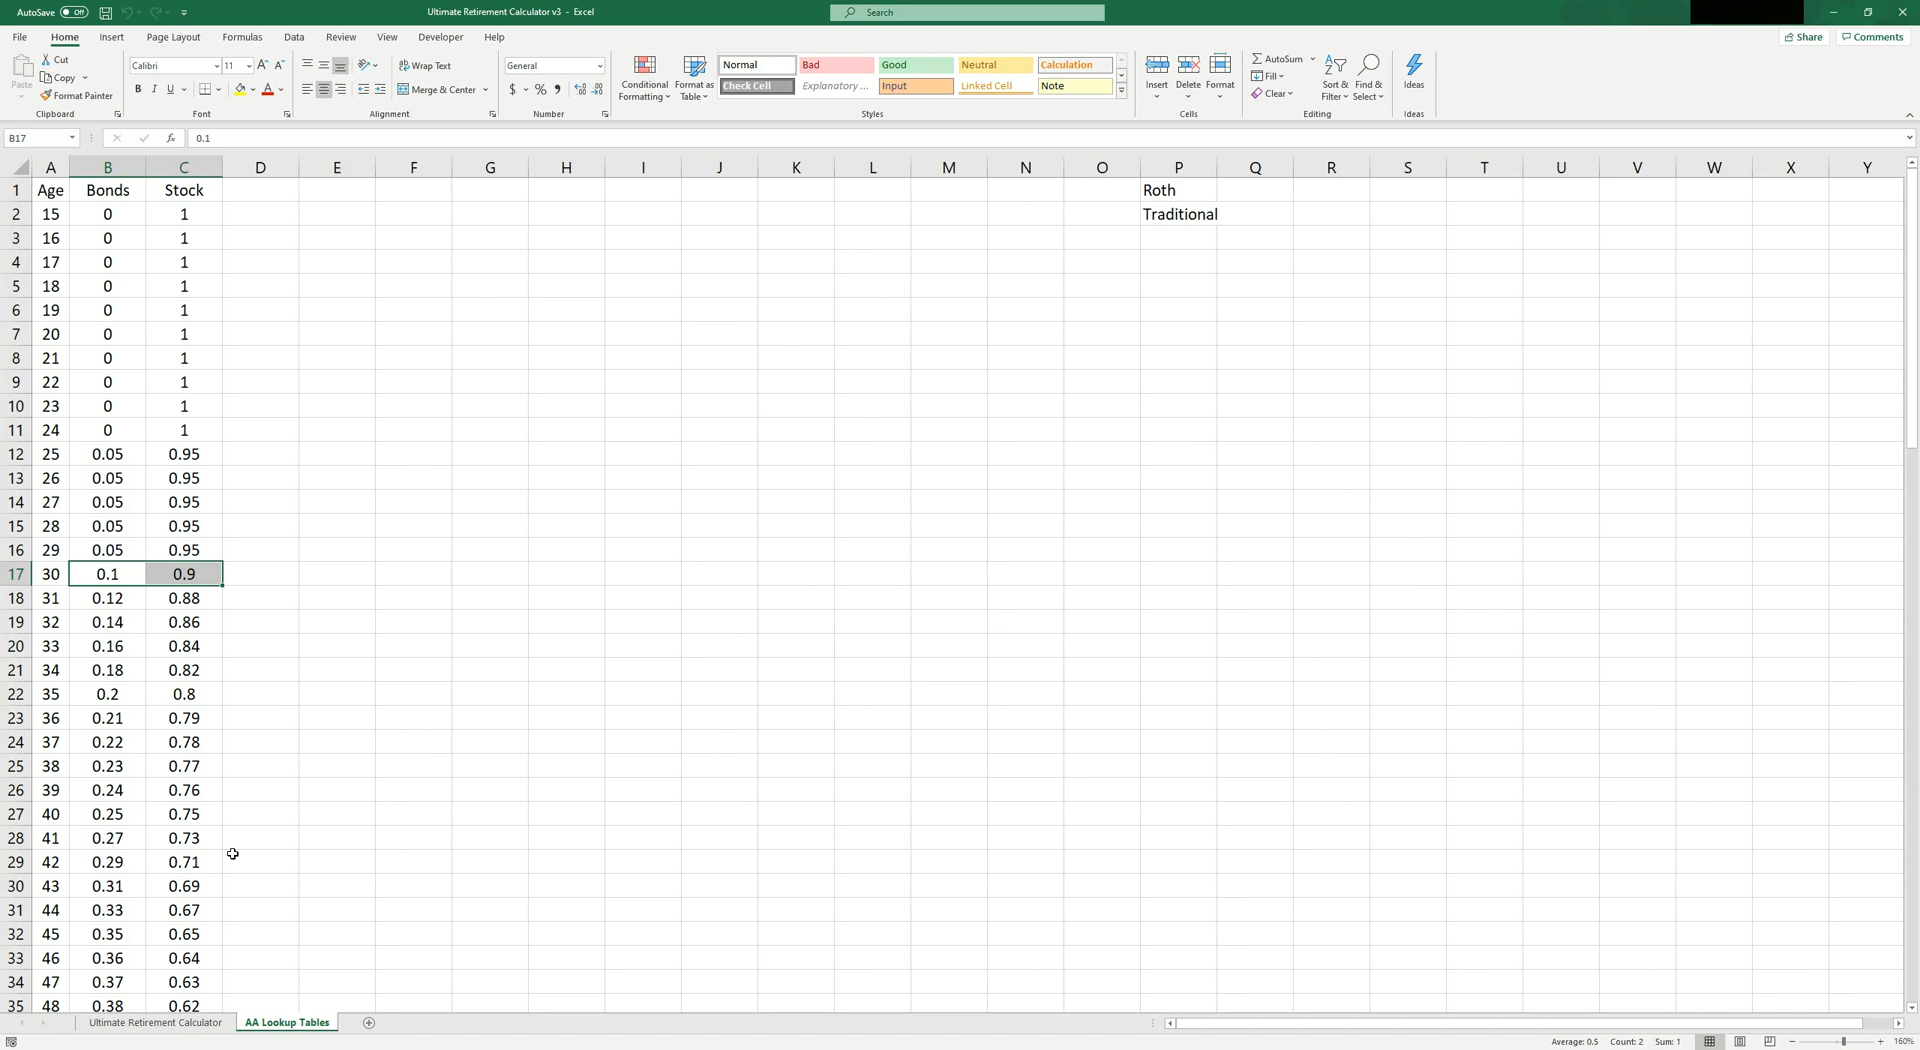 AutoSave Off Ultimate Retirement Calculator v3 - Excel Search
File Home Insert Page Layout Formulas Data Review View Developer Help Share Comments
Paste
Cut
Copy
Format Painter
Clipboard
Calibri 11
B I U
Font
Wrap Text
Merge & Center
Alignment
General
$ % ,
Number
Conditional
Formatting
Format as
Table
Normal Bad Good Neutral Calculation
Check Cell Explanatory ... Input Linked Cell Note
Styles
Insert Delete Format
Cells
AutoSum
Fill
Clear
Sort &
Filter
Find &
Select
Editing
Ideas
Ideas
B17 fx 0.1
A B C D E F G H I J K L M N O P Q R S T U V W X Y
1 Age Bonds Stock Roth
2 15 0 1 Traditional
3 16 0 1
4 17 0 1
5 18 0 1
6 19 0 1
7 20 0 1
8 21 0 1
9 22 0 1
10 23 0 1
11 24 0 1
12 25 0.05 0.95
13 26 0.05 0.95
14 27 0.05 0.95
15 28 0.05 0.95
16 29 0.05 0.95
17 30 0.1 0.9
18 31 0.12 0.88
19 32 0.14 0.86
20 33 0.16 0.84
21 34 0.18 0.82
22 35 0.2 0.8
23 36 0.21 0.79
24 37 0.22 0.78
25 38 0.23 0.77
26 39 0.24 0.76
27 40 0.25 0.75
28 41 0.27 0.73
29 42 0.29 0.71
30 43 0.31 0.69
31 44 0.33 0.67
32 45 0.35 0.65
33 46 0.36 0.64
34 47 0.37 0.63
35 48 0.38 0.62
Ultimate Retirement Calculator AA Lookup Tables
Average: 0.5 Count: 2 Sum: 1 160%